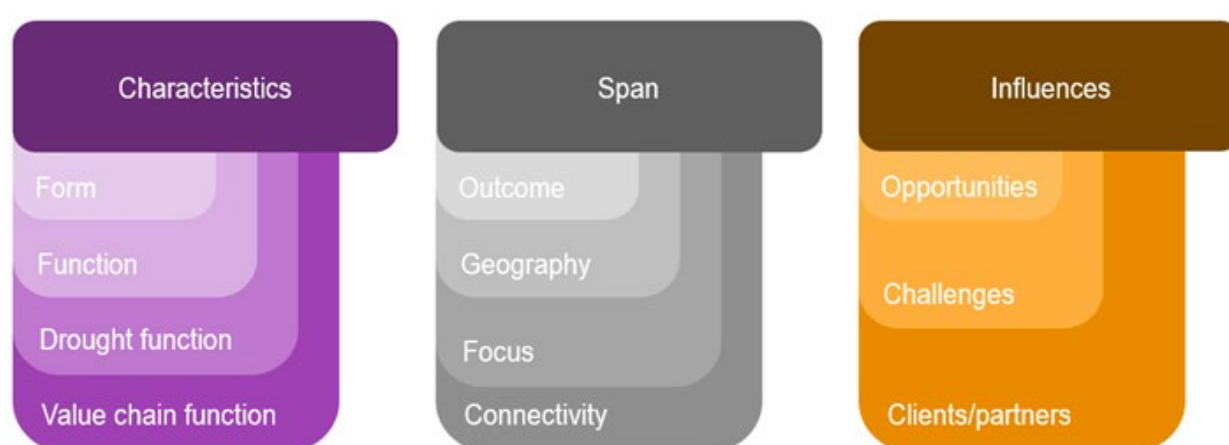 Characteristics
Form
Function
Drought function
Value chain function
Span
Outcome
Geography
Focus
Connectivity
Influences
Opportunities
Challenges
Clients/partners